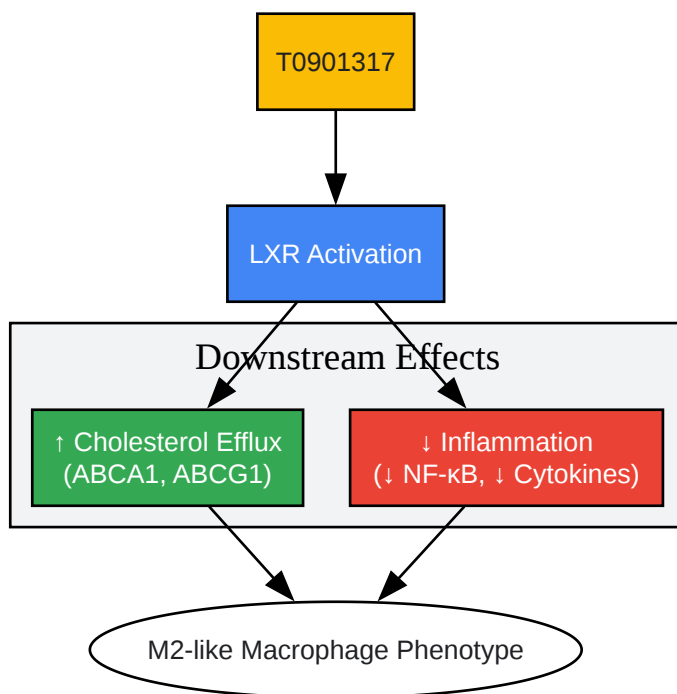 T0901317
LXR Activation
Downstream Effects
↑ Cholesterol Efflux
(ABCA1, ABCG1)
↓ Inflammation
(↓ NF-κB, ↓ Cytokines)
M2-like Macrophage Phenotype